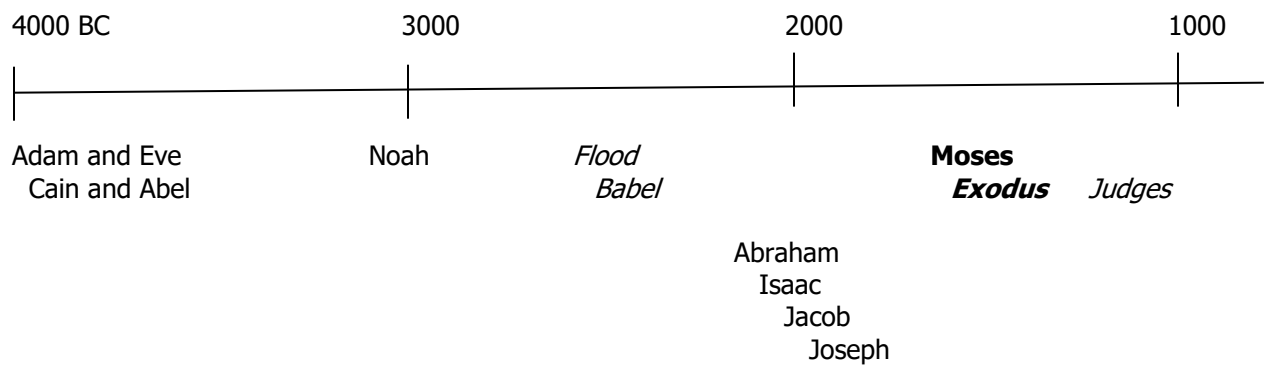 4000 BC 3000 2000 1000
Adam and Eve Noah Flood Moses
Cain and Abel Babel Exodus Judges
Abraham
Isaac
Jacob
Joseph